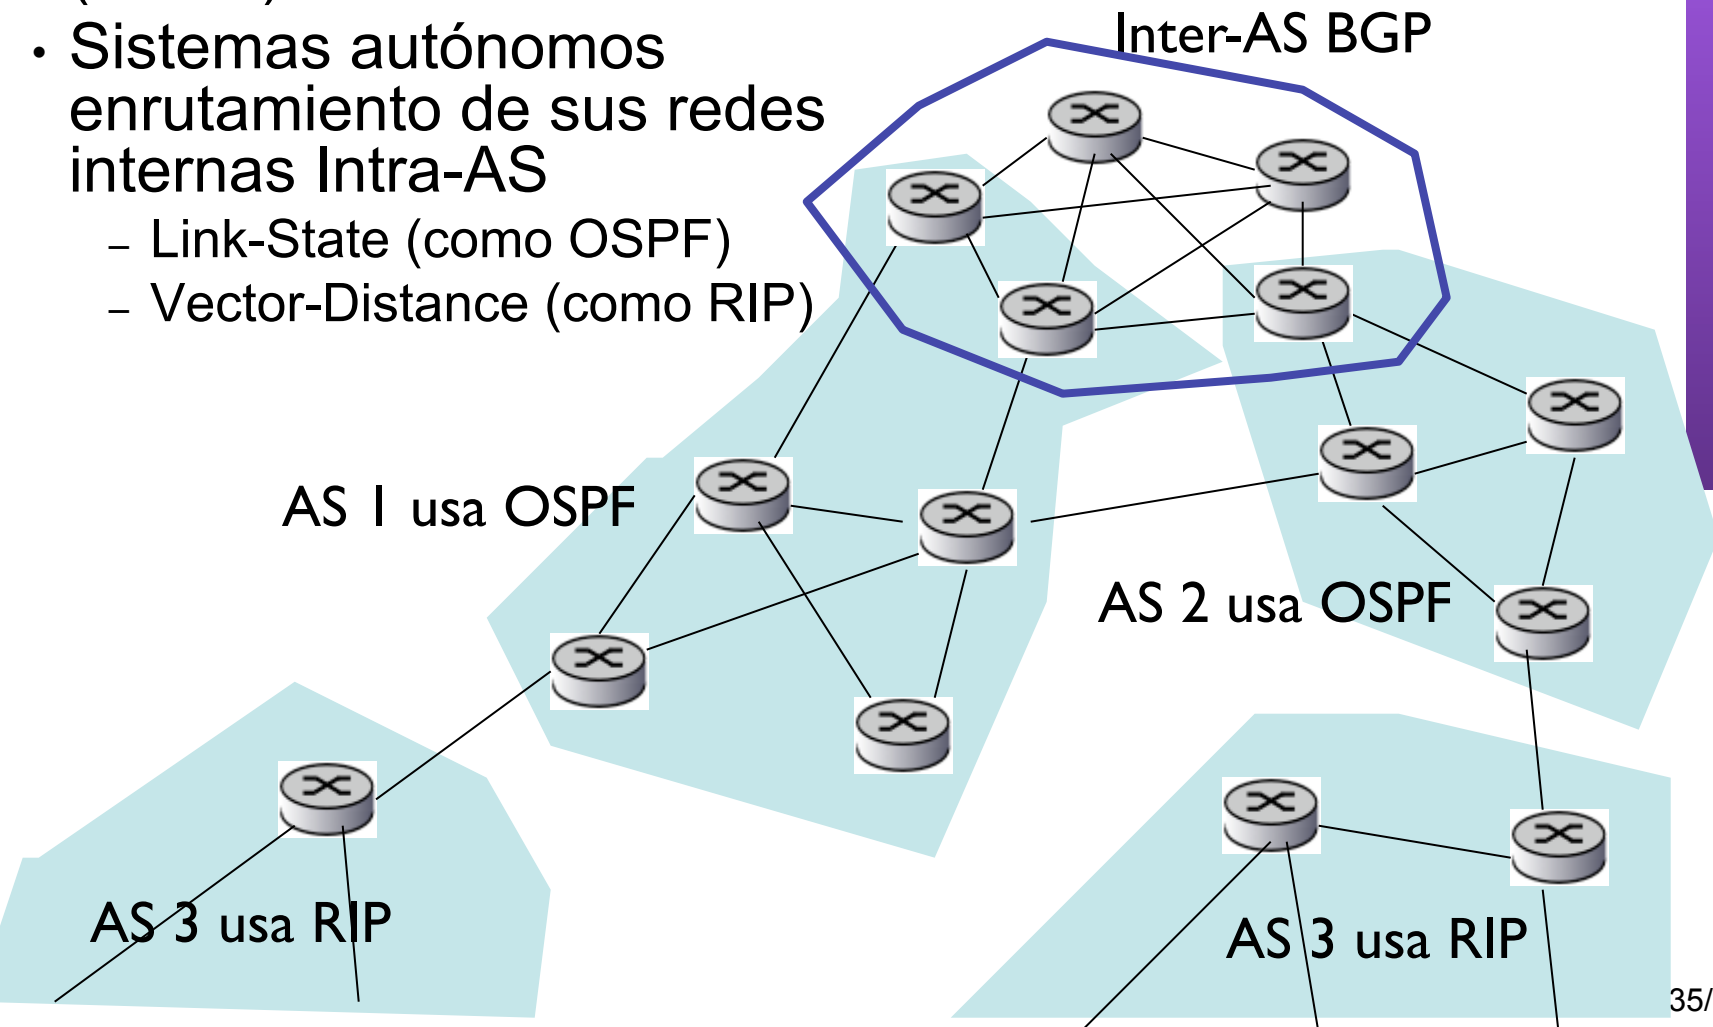 • Sistemas autónomos
enrutamiento de sus redes
internas Intra-AS
– Link-State (como OSPF)
– Vector-Distance (como RIP)
Inter-AS BGP
AS 1 usa OSPF
AS 2 usa OSPF
AS 3 usa RIP
AS 3 usa RIP
35/